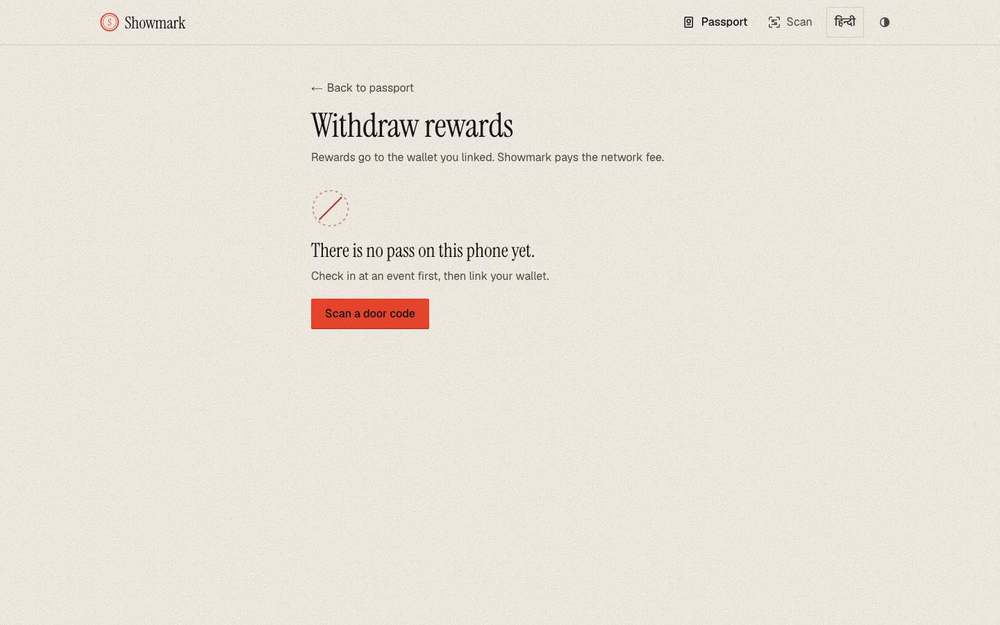 Showmark
Passport
Scan
हिन्दी
← Back to passport
Withdraw rewards
Rewards go to the wallet you linked. Showmark pays the network fee.
There is no pass on this phone yet.
Check in at an event first, then link your wallet.
Scan a door code